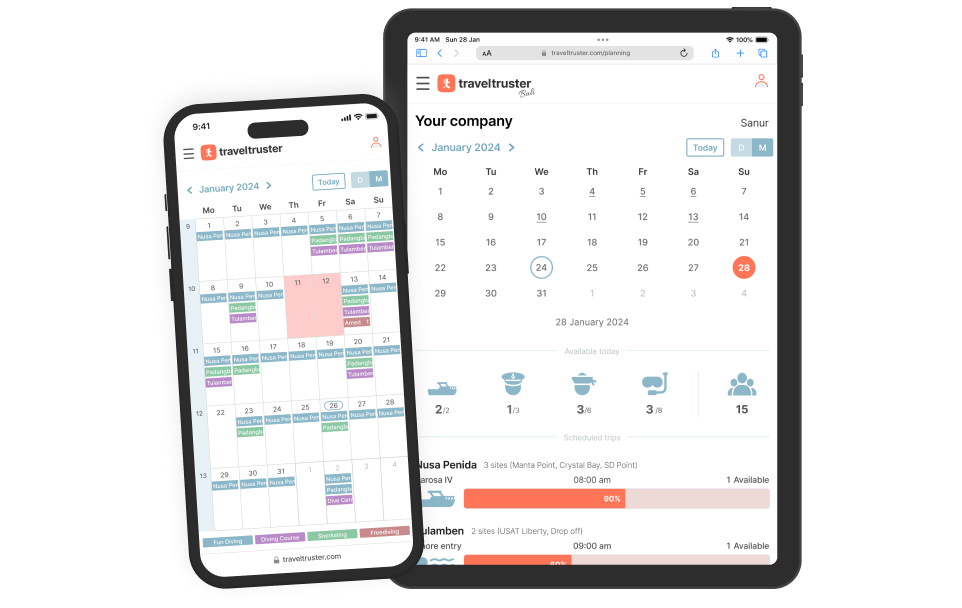 9:41 AM Sun 28 Jan
100%
AA
traveltruster.com/planning
traveltruster
Bali
Your company
Sanur
January 2024
Today
D
M
Mo Tu We Th Fr Sa Su
1 2 3 4 5 6 7
8 9 10 11 12 13 14
15 16 17 18 19 20 21
22 23 24 25 26 27 28
29 30 31 1 2 3 4
28 January 2024
Available today
2/2 1/3 3/6 3/8 15
Scheduled trips
Nusa Penida 3 sites (Manta Point, Crystal Bay, SD Point)
arosa IV 08:00 am 1 Available
90%
ulamben 2 sites (USAT Liberty, Drop off)
hore entry 09:00 am 1 Available
60%
9:41
traveltruster
January 2024
Today
D
M
Mo Tu We Th Fr Sa Su
9 1 2 3 4 5 6 7
Nusa Pen Nusa Pen Nusa Pen Nusa Pen Nusa Pen Nusa Pen Nusa Pen
Padangb Padangb Padangb
Tulamben Tulamben Tulamben
10 8 9 10 11 12 13 14
Nusa Pen Nusa Pen Nusa Pen Nusa Pen Nusa Pen
Padangb Padangb
Tulamben Tulamben
Amed 1
11 15 16 17 18 19 20 21
Nusa Pen Nusa Pen Nusa Pen Nusa Pen Nusa Pen Nusa Pen Nusa Pen
Padangb Padangb Padangb
Tulamben Tulamben
12 22 23 24 25 26 27 28
Nusa Pen Nusa Pen Nusa Pen Nusa Pen Nusa Pen Nusa Pen
Padangb Padangb
13 29 30 31 1 2 3 4
Nusa Pen Nusa Pen Nusa Pen Nusa Pen
Padangb
Dive Cen
Fun Diving Diving Course Snorkeling Freediving
traveltruster.com